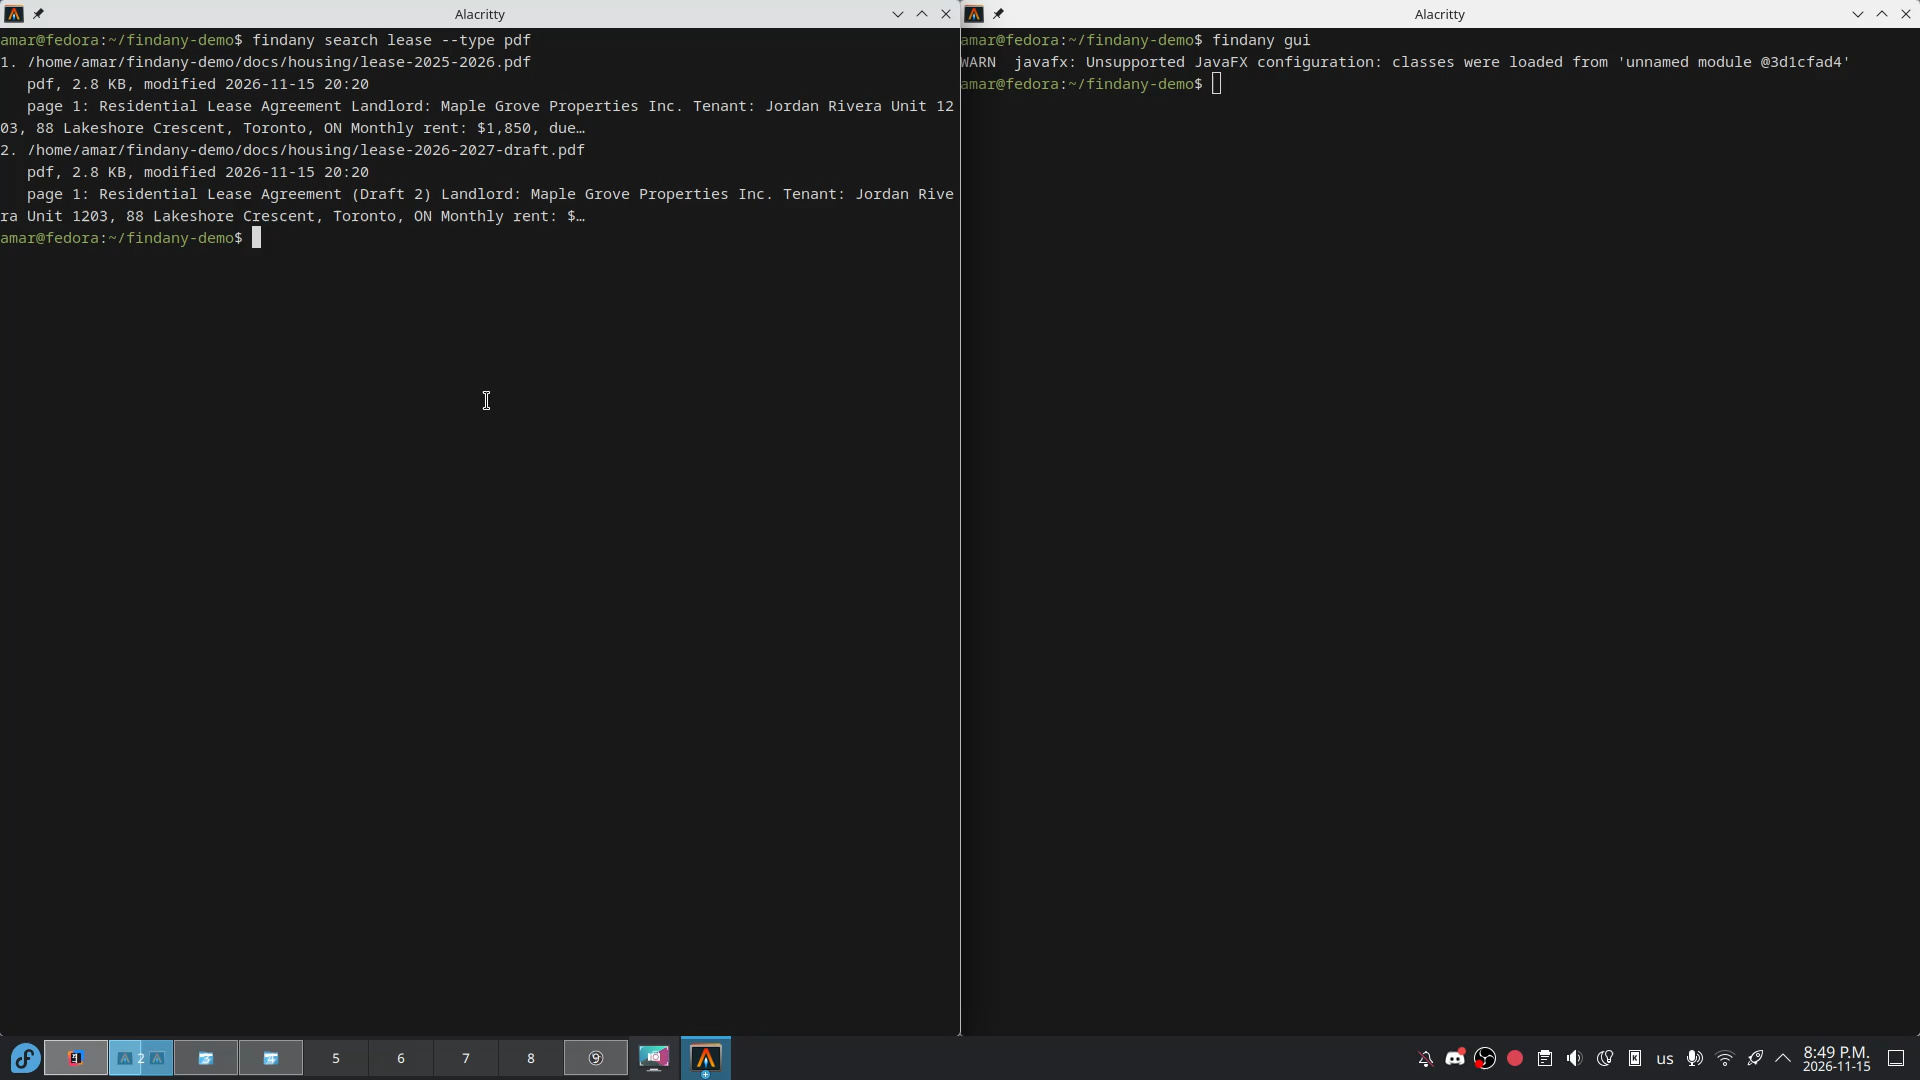 Alacritty
amar@fedora:~/findany-demo$ findany search lease --type pdf
1. /home/amar/findany-demo/docs/housing/lease-2025-2026.pdf
pdf, 2.8 KB, modified 2026-11-15 20:20
page 1: Residential Lease Agreement Landlord: Maple Grove Properties Inc. Tenant: Jordan Rivera Unit 12
03, 88 Lakeshore Crescent, Toronto, ON Monthly rent: $1,850, due…
2. /home/amar/findany-demo/docs/housing/lease-2026-2027-draft.pdf
pdf, 2.8 KB, modified 2026-11-15 20:20
page 1: Residential Lease Agreement (Draft 2) Landlord: Maple Grove Properties Inc. Tenant: Jordan Rive
ra Unit 1203, 88 Lakeshore Crescent, Toronto, ON Monthly rent: $…
amar@fedora:~/findany-demo$
Alacritty
amar@fedora:~/findany-demo$ findany gui
WARN  javafx: Unsupported JavaFX configuration: classes were loaded from 'unnamed module @3d1cfad4'
amar@fedora:~/findany-demo$
2 3 4 5 6 7 8 9
us
8:49 P.M.
2026-11-15